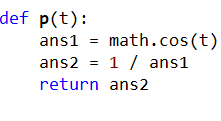 def p(t):
    ans1 = math.cos(t)
    ans2 = 1 / ans1
    return ans2